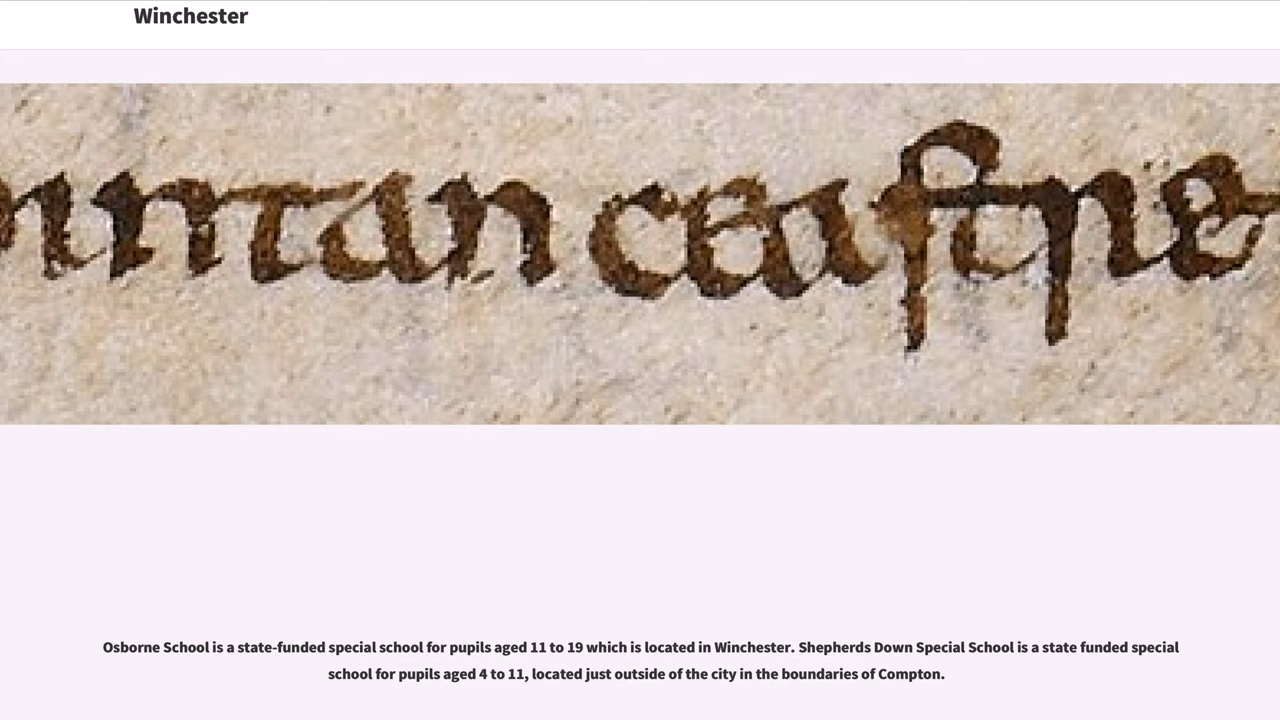 Winchester
intan ceastre
Osborne School is a state-funded special school for pupils aged 11 to 19 which is located in Winchester. Shepherds Down Special School is a state funded special
school for pupils aged 4 to 11, located just outside of the city in the boundaries of Compton.